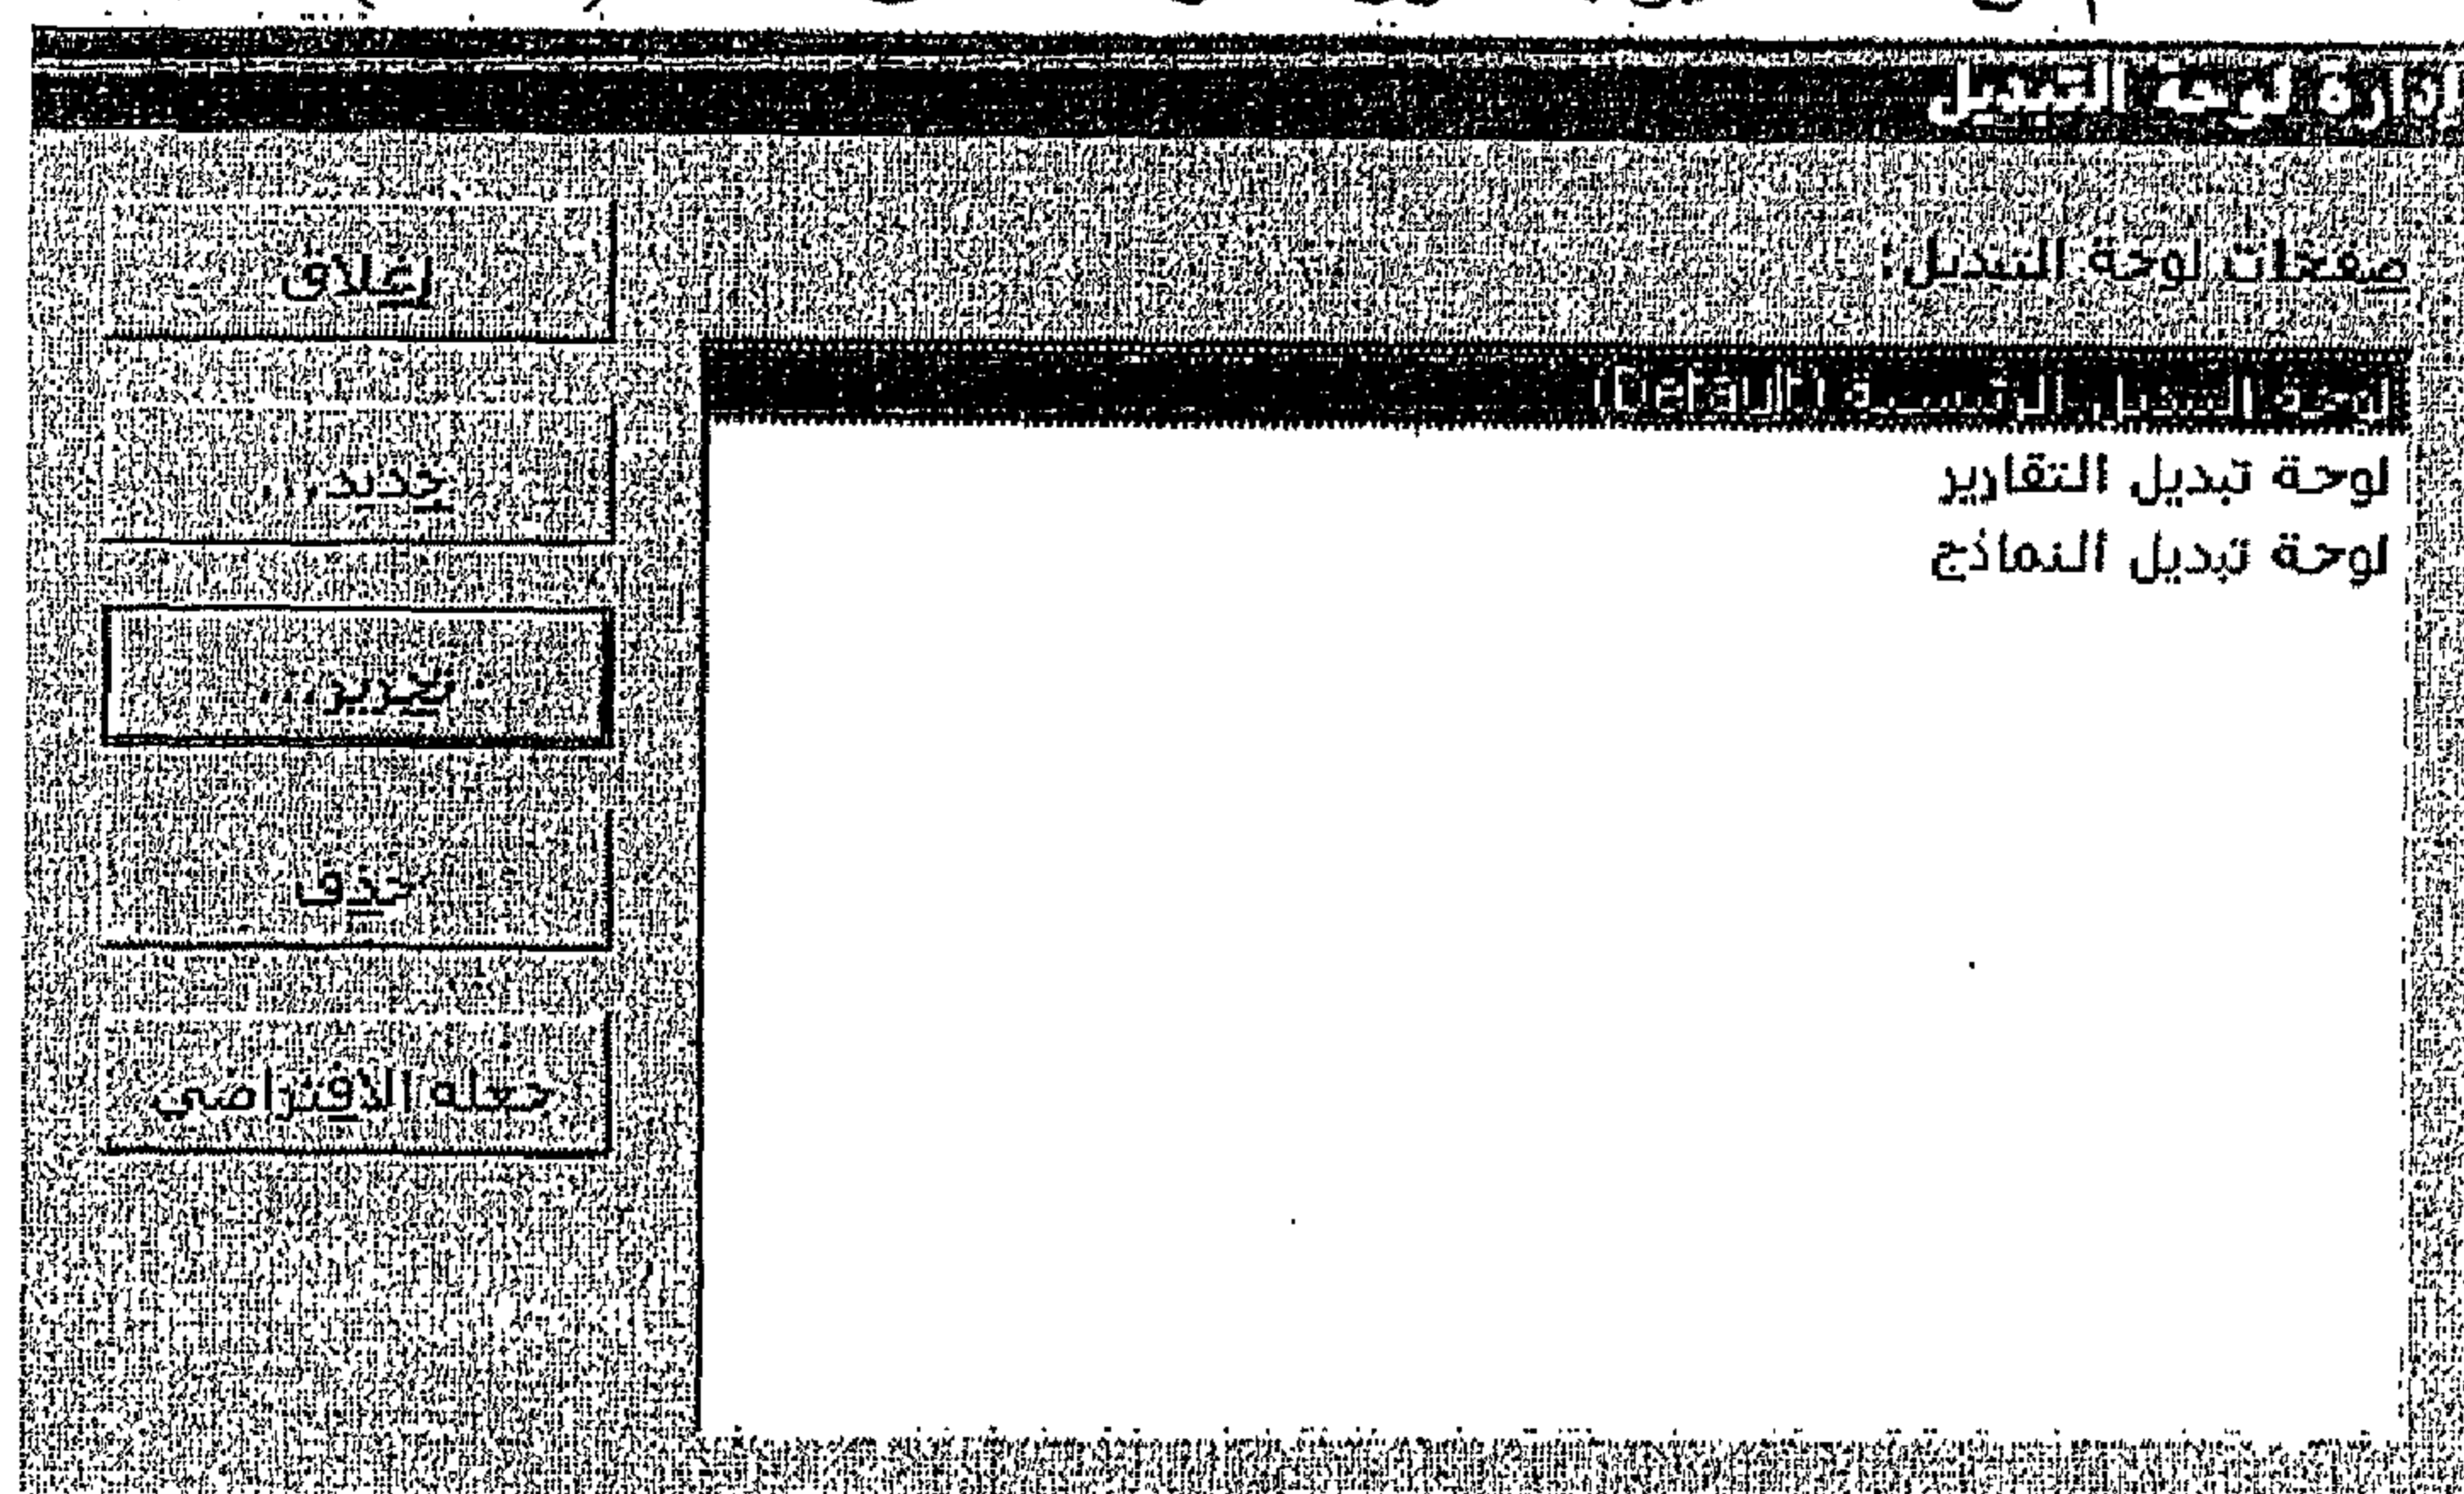 إدارة لوحة التبديل
صفحات لوحة التبديل:
لوحة التبديل الرئيسية (Default)
لوحة تبديل التقارير
لوحة تبديل النماذج
إغلاق
جديد...
تحرير...
حذف
جعله الافتراضي